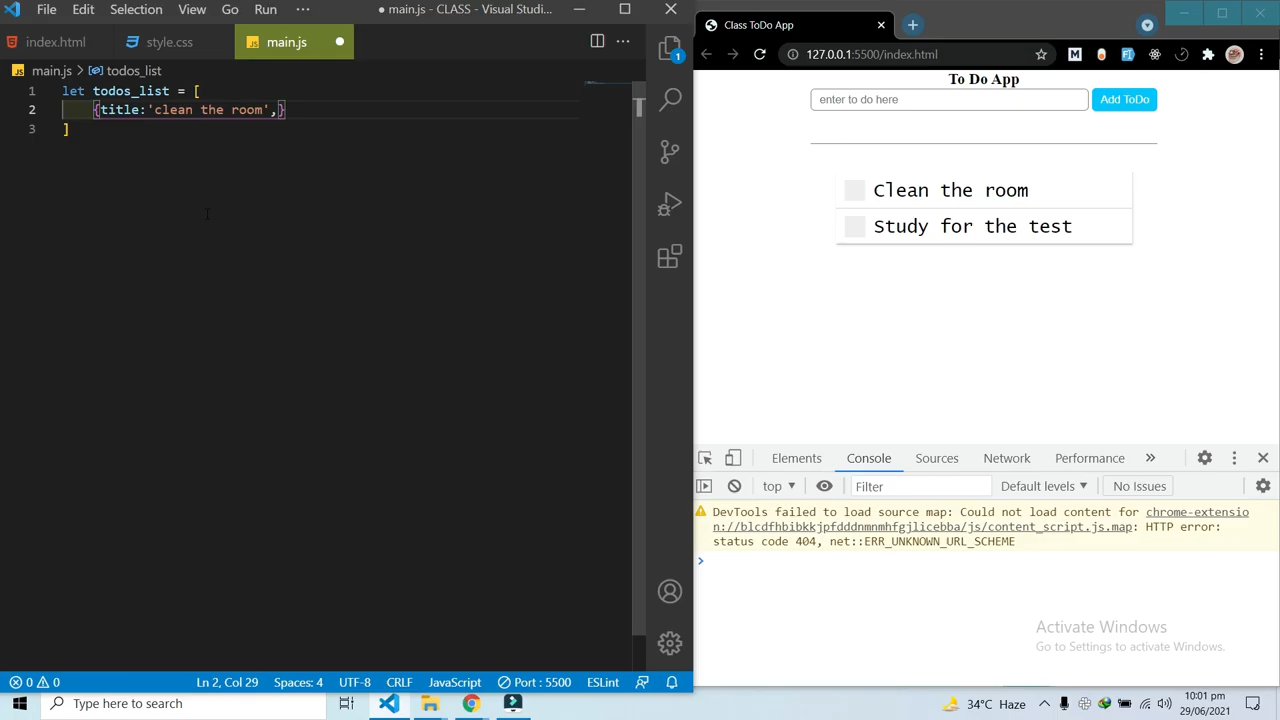 File Edit Selection View Go Run ··· ● main.js - CLASS - Visual Studi...
index.html style.css main.js ●
main.js > todos_list
1 let todos_list = [
2 {title:'clean the room',}
3 ]
1
Ln 2, Col 29 Spaces: 4 UTF-8 CRLF JavaScript Port : 5500 ESLint
0 0
Class ToDo App
127.0.0.1:5500/index.html
To Do App
enter to do here Add ToDo
Clean the room
Study for the test
Elements Console Sources Network Performance »
top Filter Default levels No Issues
DevTools failed to load source map: Could not load content for chrome-extensio
n://blcdfhbibkkjpfdddnmnmhfgjlicebba/js/content_script.js.map: HTTP error:
status code 404, net::ERR_UNKNOWN_URL_SCHEME
>
Activate Windows
Go to Settings to activate Windows.
Type here to search
34°C Haze
10:01 pm
29/06/2021